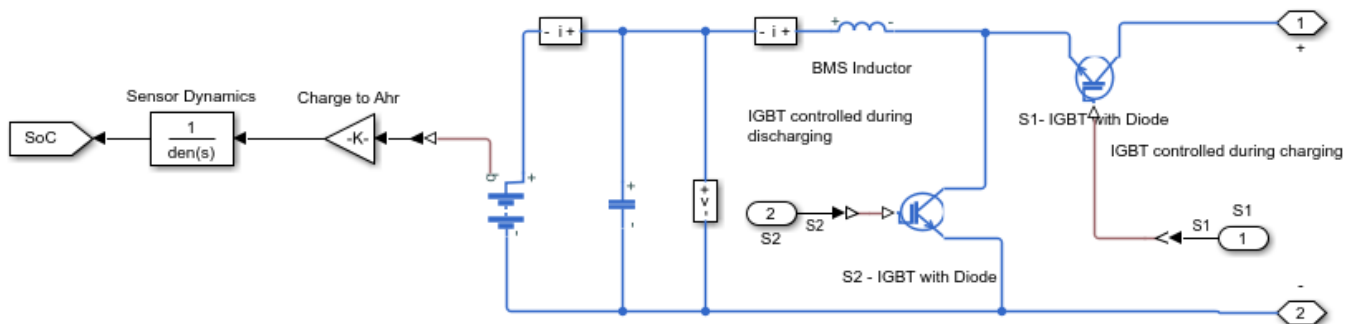 - i +
- i +
+ -
1
+
BMS Inductor
Sensor Dynamics
Charge to Ahr
IGBT controlled during
discharging
S1- IGBT with Diode
IGBT controlled during charging
SoC
1
den(s)
-K-
q
+
-
+
-
+ v -
2
S2
S2
S1
S1
1
S2 - IGBT with Diode
-
2